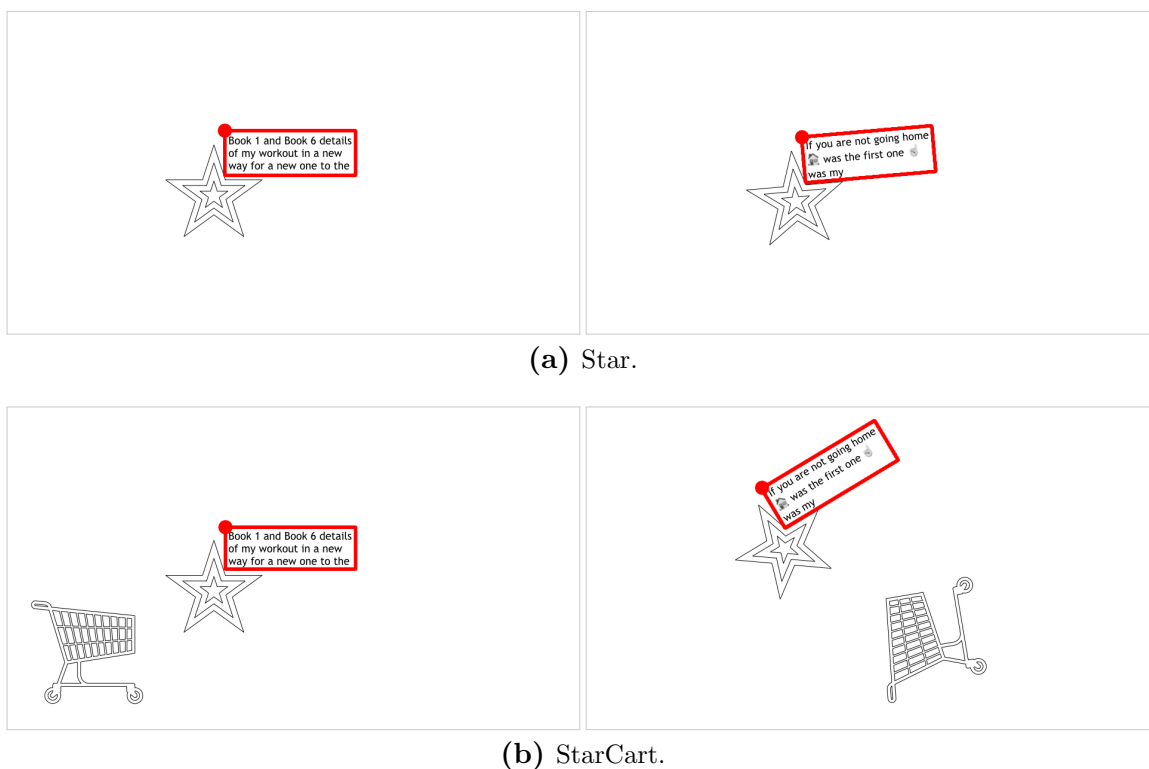 Book 1 and Book 6 details
of my workout in a new
way for a new one to the
If you are not going home
🏠 was the first one ☝
was my
(a) Star.
Book 1 and Book 6 details
of my workout in a new
way for a new one to the
If you are not going home
🏠 was the first one ☝
was my
(b) StarCart.